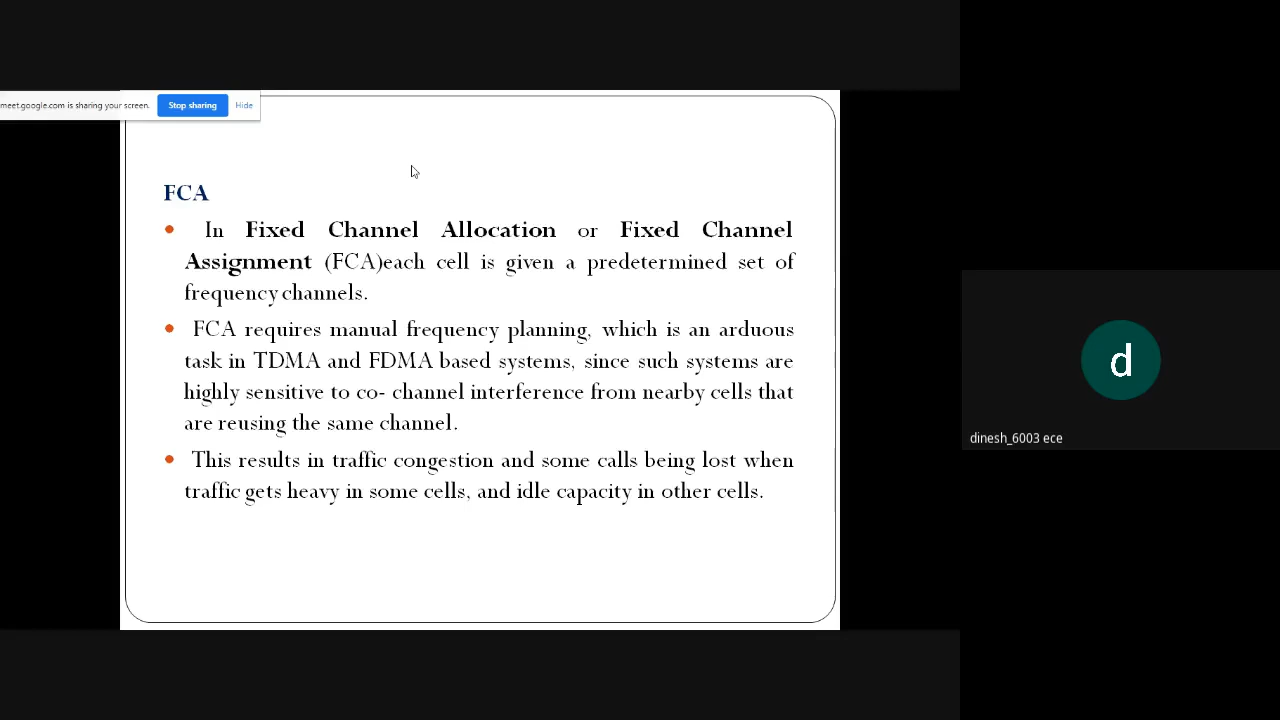 meet.google.com is sharing your screen. Stop sharing Hide
FCA
In Fixed Channel Allocation or Fixed Channel
Assignment (FCA)each cell is given a predetermined set of
frequency channels.
FCA requires manual frequency planning, which is an arduous
task in TDMA and FDMA based systems, since such systems are
highly sensitive to co- channel interference from nearby cells that
are reusing the same channel.
This results in traffic congestion and some calls being lost when
traffic gets heavy in some cells, and idle capacity in other cells.
d
dinesh_6003 ece